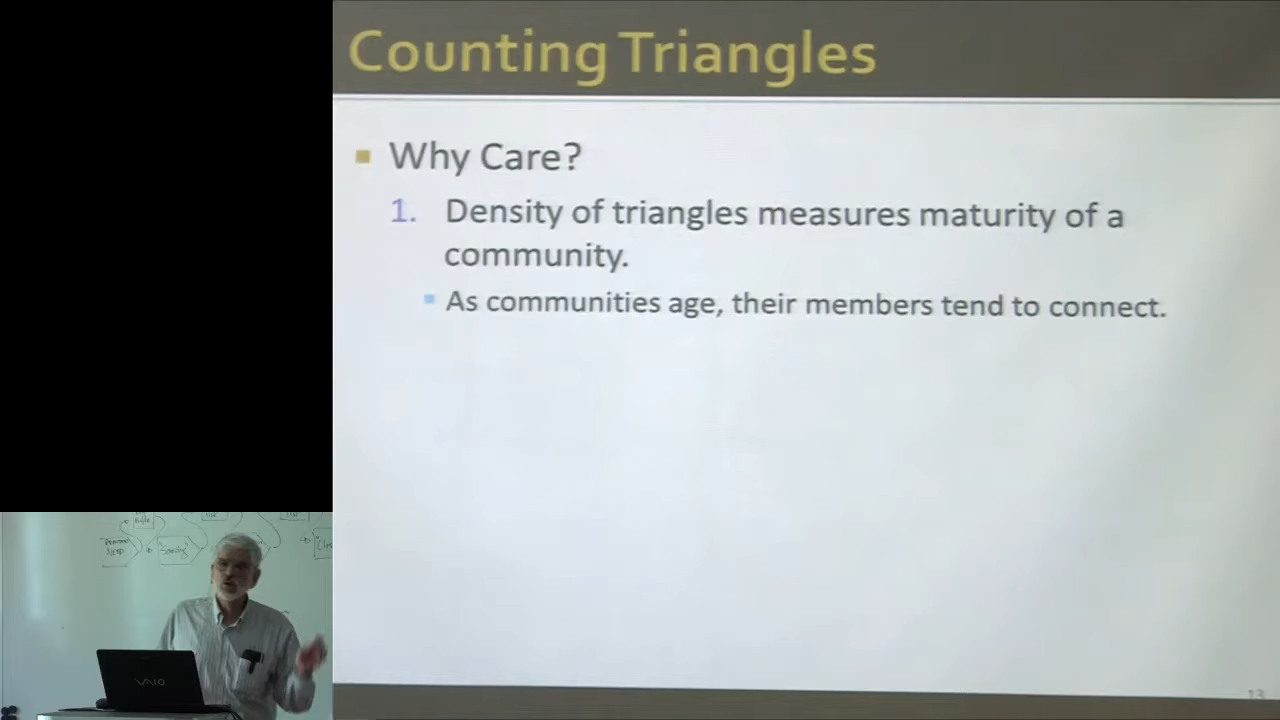 Counting Triangles
Why Care?
1. Density of triangles measures maturity of a
community.
As communities age, their members tend to connect.
13
VAIO